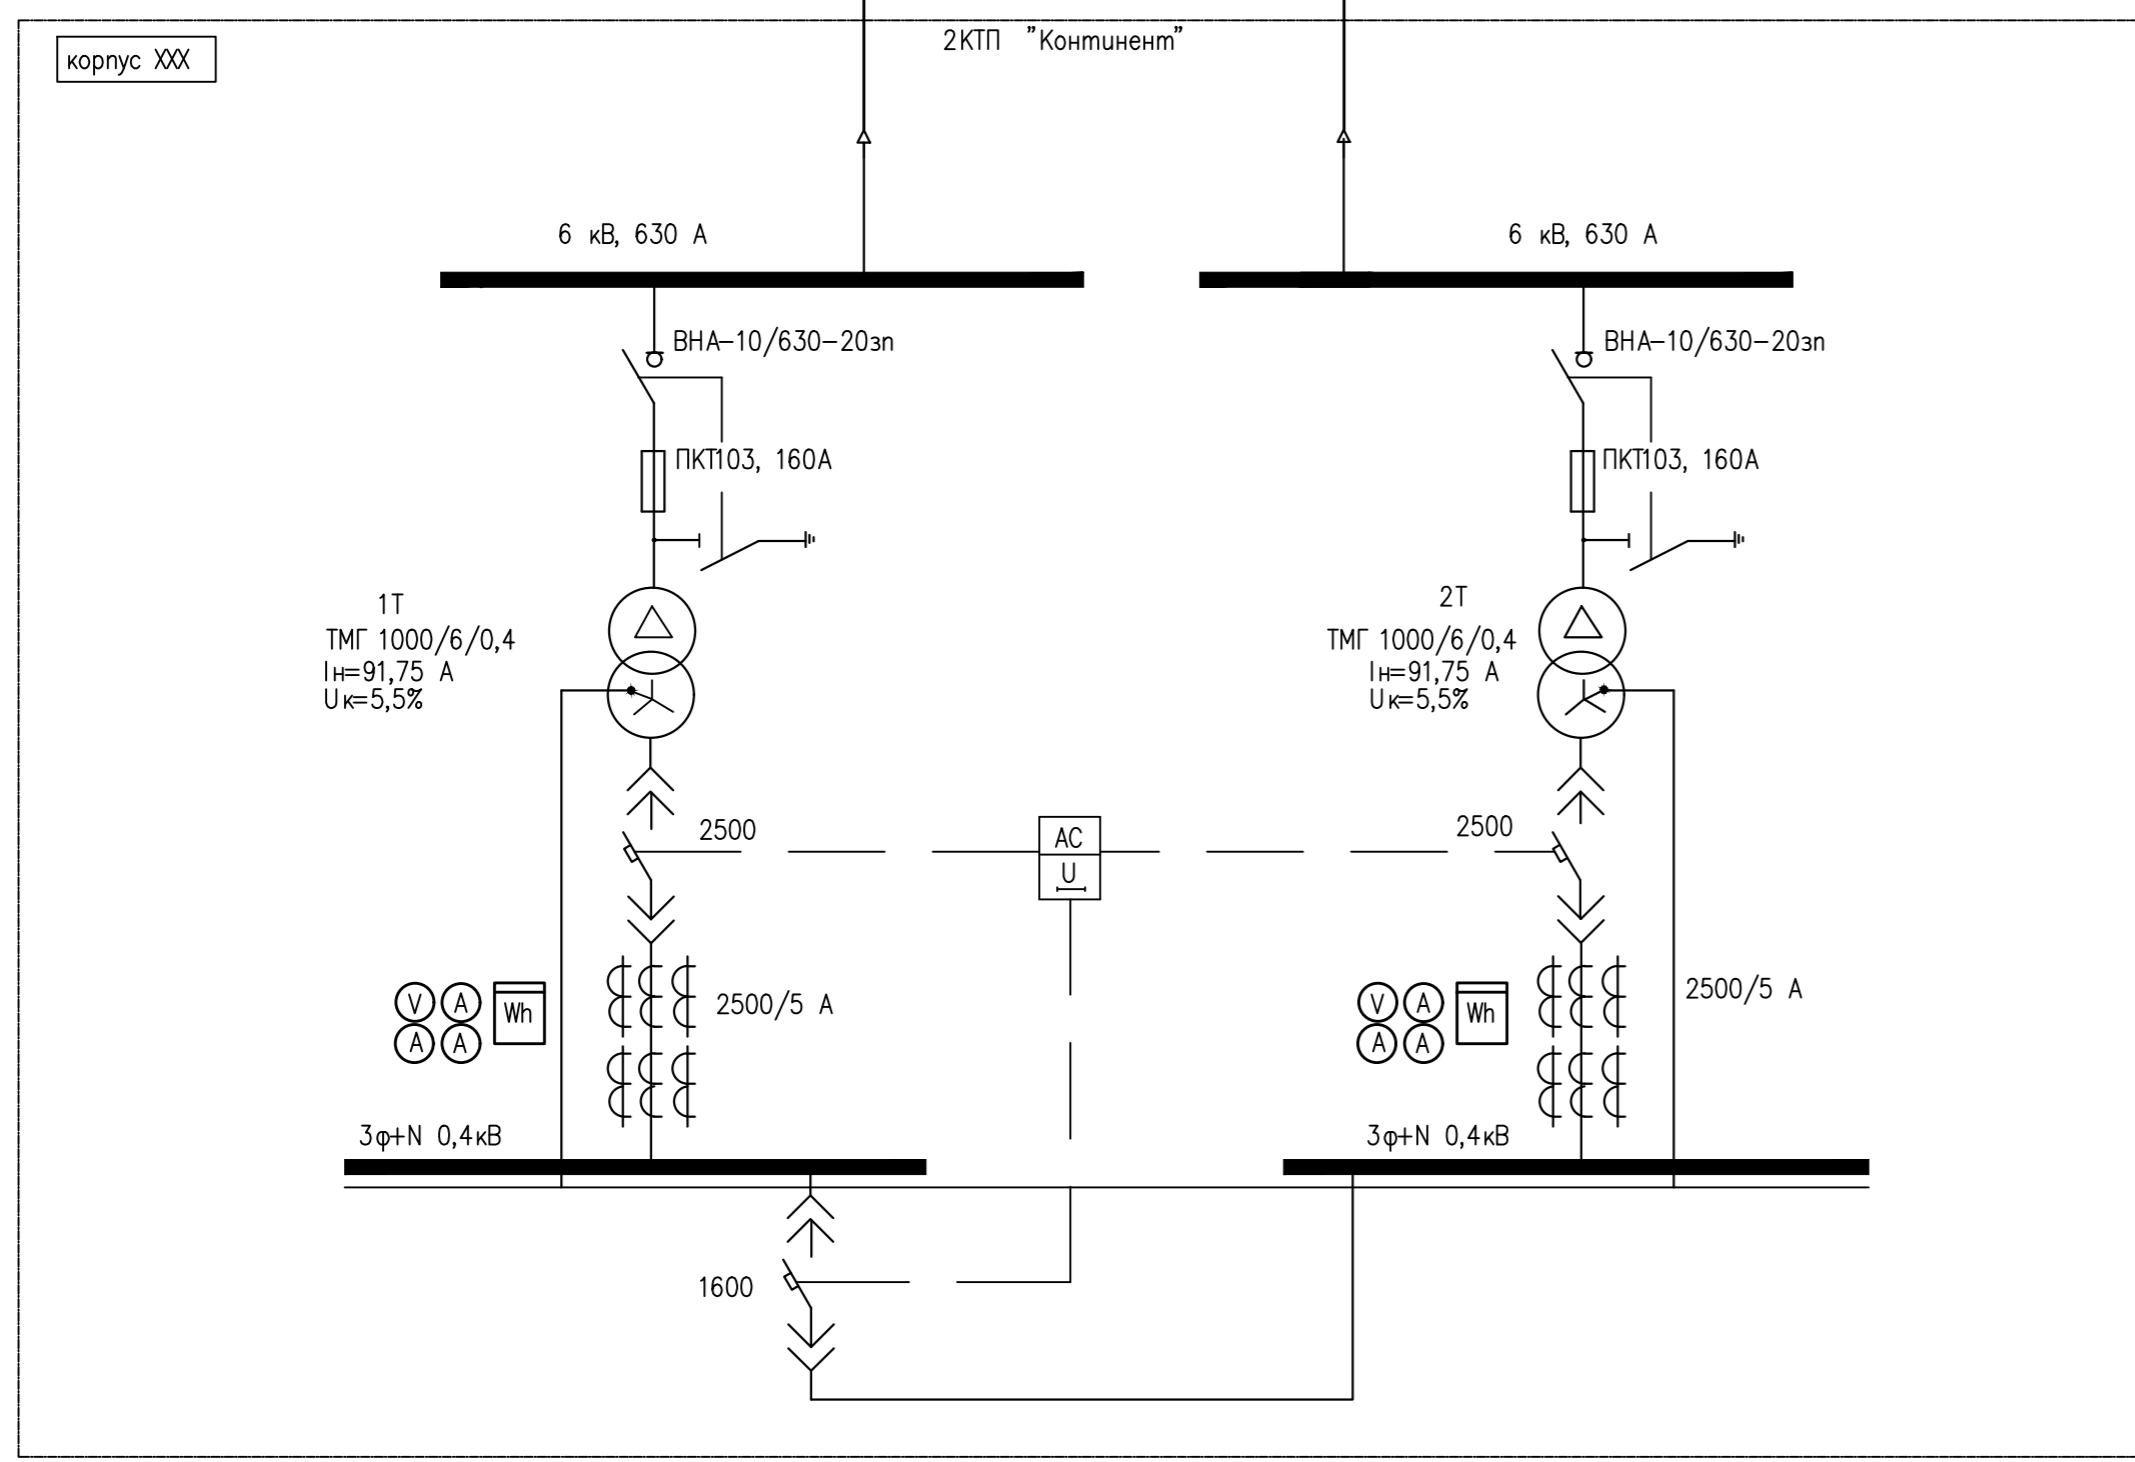 2КТП "Континент"
корпус XXX
6 кВ, 630 А
6 кВ, 630 А
ВНА-10/630-20зп
ВНА-10/630-20зп
ПКТ103, 160А
ПКТ103, 160А
1Т
ТМГ 1000/6/0,4
Iн=91,75 А
Uк=5,5%
2Т
ТМГ 1000/6/0,4
Iн=91,75 А
Uк=5,5%
2500
АС
U
2500
V A
A A
Wh
2500/5 А
V A
A A
Wh
2500/5 А
3ф+N 0,4кВ
3ф+N 0,4кВ
1600